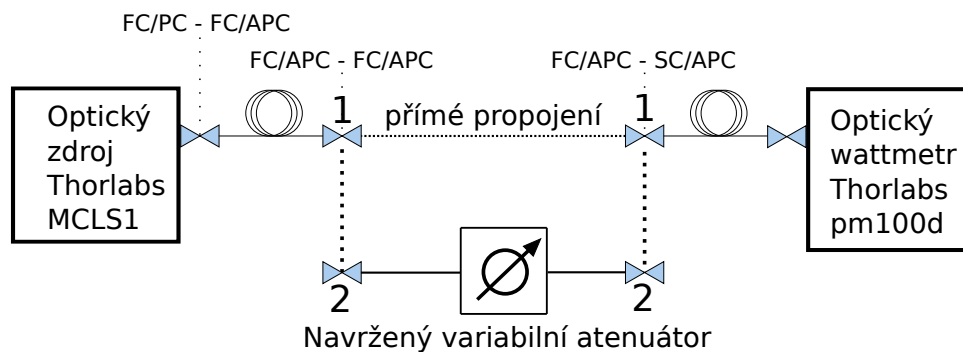 FC/PC - FC/APC
FC/APC - FC/APC
FC/APC - SC/APC
1
přímé propojení
1
Optický
zdroj
Thorlabs
MCLS1
Optický
wattmetr
Thorlabs
pm100d
2
2
Navržený variabilní atenuátor